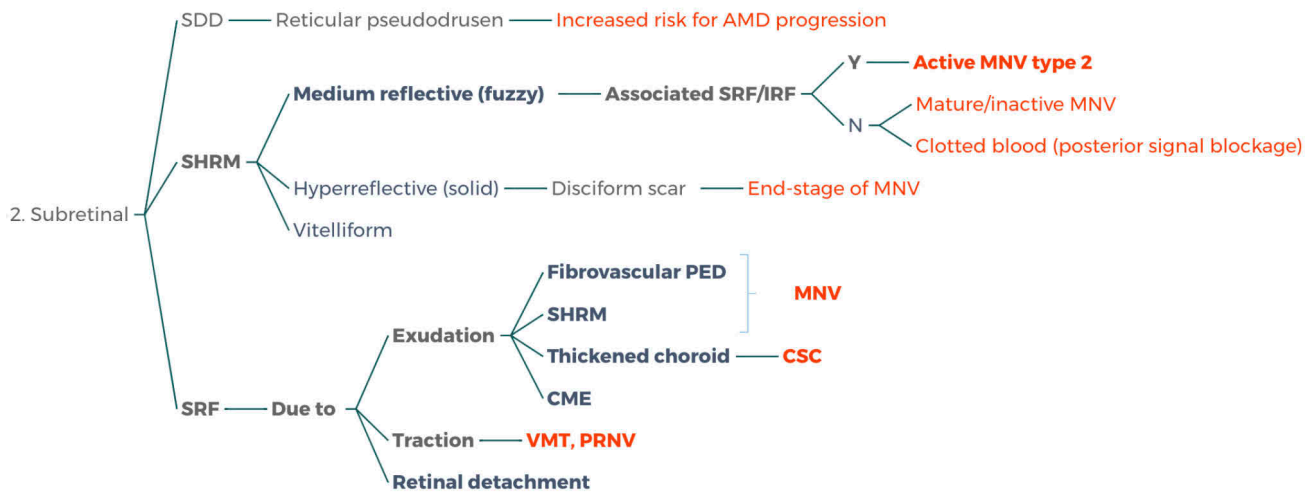 SDD
Reticular pseudodrusen
Increased risk for AMD progression
Y
Active MNV type 2
Medium reflective (fuzzy)
Associated SRF/IRF
Mature/inactive MNV
N
Clotted blood (posterior signal blockage)
SHRM
Hyperreflective (solid)
Disciform scar
End-stage of MNV
2. Subretinal
Vitelliform
Fibrovascular PED
MNV
SHRM
Exudation
Thickened choroid
CSC
CME
SRF
Due to
Traction
VMT, PRNV
Retinal detachment